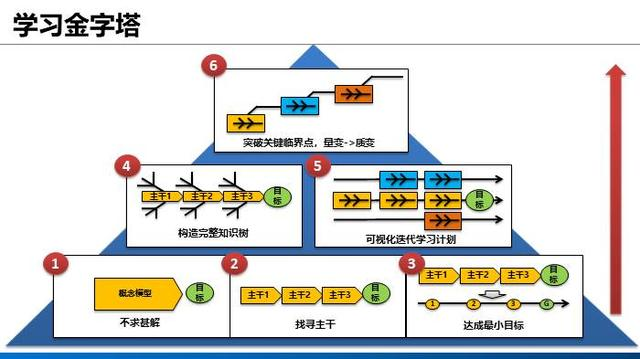 学习金字塔
6
突破关键临界点，量变->质变
4
主干1 主干2 主干3 目标
构造完整知识树
5
目标
可视化迭代学习计划
1
概念模型 目标
不求甚解
2
主干1 主干2 主干3 目标
找寻主干
3
主干1 主干2 主干3 目标
1 2 3 G
达成最小目标